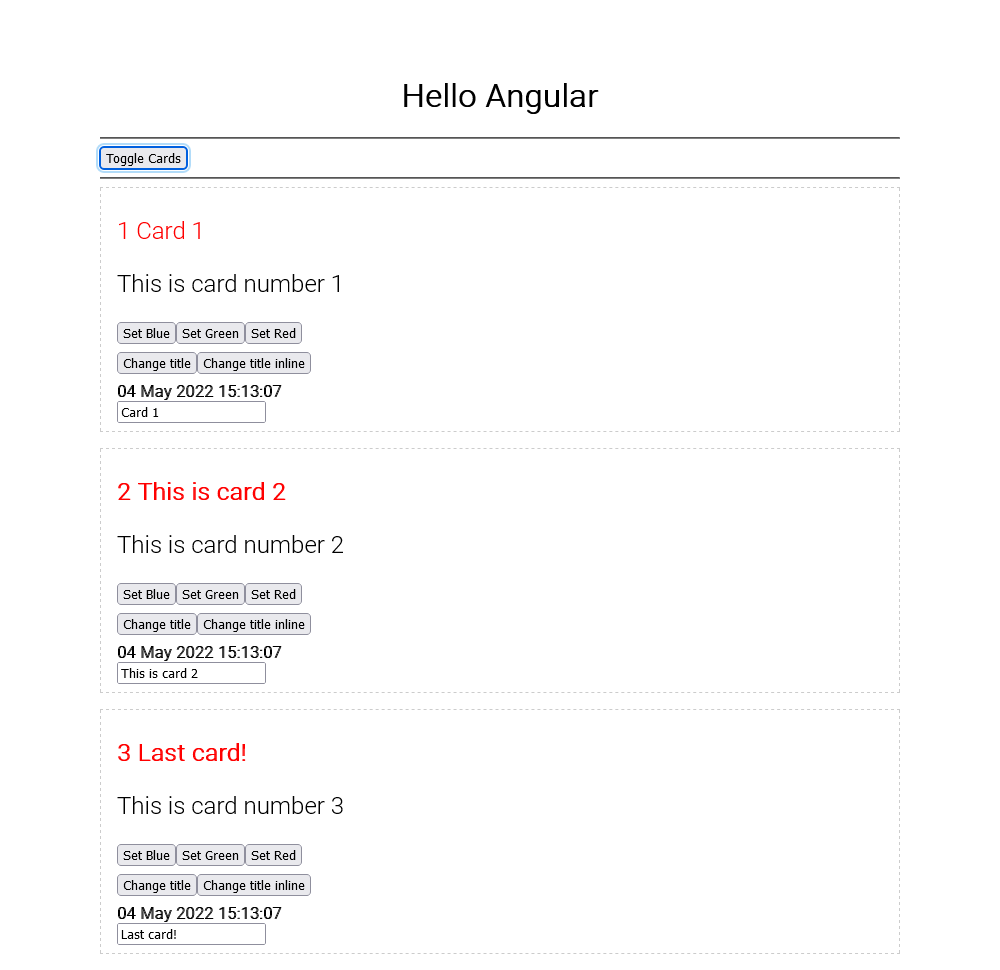 Hello Angular
Toggle Cards
1 Card 1
This is card number 1
Set Blue Set Green Set Red
Change title Change title inline
04 May 2022 15:13:07
Card 1
2 This is card 2
This is card number 2
Set Blue Set Green Set Red
Change title Change title inline
04 May 2022 15:13:07
This is card 2
3 Last card!
This is card number 3
Set Blue Set Green Set Red
Change title Change title inline
04 May 2022 15:13:07
Last card!